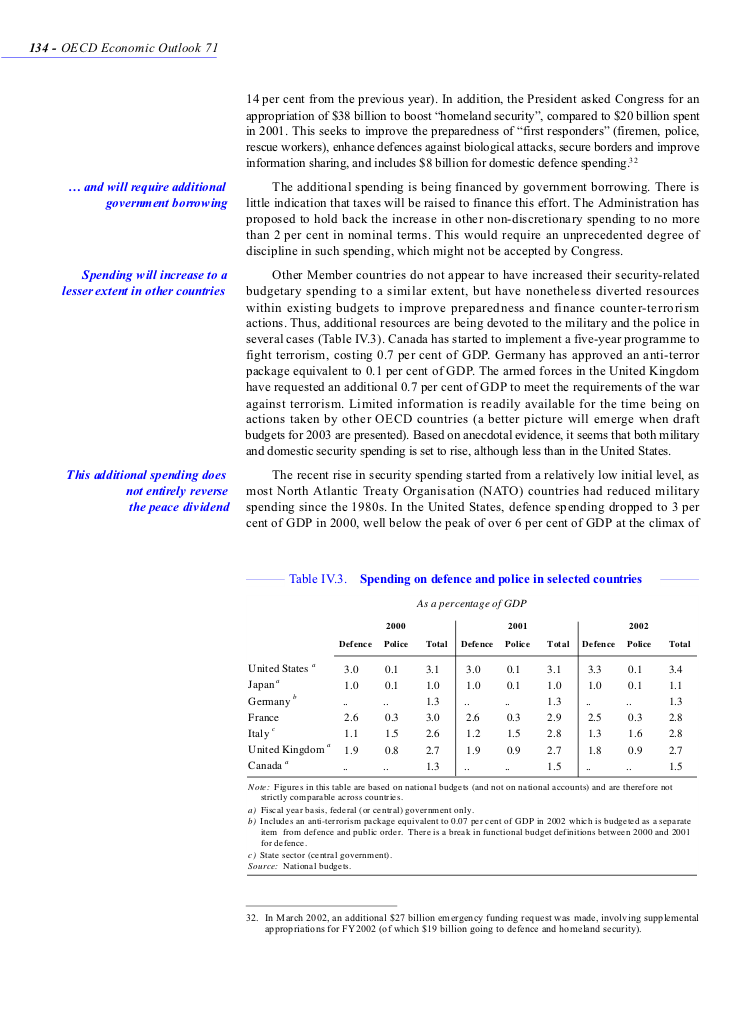 134 - OECD Economic Outlook 71
14 per cent from the previous year). In addition, the President asked Congress for an
appropriation of $38 billion to boost “homeland security”, compared to $20 billion spent
in 2001. This seeks to improve the preparedness of “first responders” (firemen, police,
rescue workers), enhance defences against biological attacks, secure borders and improve
information sharing, and includes $8 billion for domestic defence spending.32
… and will require additional
government borrowing
The additional spending is being financed by government borrowing. There is
little indication that taxes will be raised to finance this effort. The Administration has
proposed to hold back the increase in other non-discretionary spending to no more
than 2 per cent in nominal terms. This would require an unprecedented degree of
discipline in such spending, which might not be accepted by Congress.
Spending will increase to a
lesser extent in other countries
Other Member countries do not appear to have increased their security-related
budgetary spending to a similar extent, but have nonetheless diverted resources
within existing budgets to improve preparedness and finance counter-terrorism
actions. Thus, additional resources are being devoted to the military and the police in
several cases (Table IV.3). Canada has started to implement a five-year programme to
fight terrorism, costing 0.7 per cent of GDP. Germany has approved an anti-terror
package equivalent to 0.1 per cent of GDP. The armed forces in the United Kingdom
have requested an additional 0.7 per cent of GDP to meet the requirements of the war
against terrorism. Limited information is readily available for the time being on
actions taken by other OECD countries (a better picture will emerge when draft
budgets for 2003 are presented). Based on anecdotal evidence, it seems that both military
and domestic security spending is set to rise, although less than in the United States.
This additional spending does
not entirely reverse
the peace dividend
The recent rise in security spending started from a relatively low initial level, as
most North Atlantic Treaty Organisation (NATO) countries had reduced military
spending since the 1980s. In the United States, defence spending dropped to 3 per
cent of GDP in 2000, well below the peak of over 6 per cent of GDP at the climax of
Table IV.3. Spending on defence and police in selected countries
As a percentage of GDP
2000 2001 2002
Defence Police Total Defence Police Total Defence Police Total
United States a 3.0 0.1 3.1 3.0 0.1 3.1 3.3 0.1 3.4
Japan a 1.0 0.1 1.0 1.0 0.1 1.0 1.0 0.1 1.1
Germany b .. .. 1.3 .. .. 1.3 .. .. 1.3
France 2.6 0.3 3.0 2.6 0.3 2.9 2.5 0.3 2.8
Italy c 1.1 1.5 2.6 1.2 1.5 2.8 1.3 1.6 2.8
United Kingdom a 1.9 0.8 2.7 1.9 0.9 2.7 1.8 0.9 2.7
Canada a .. .. 1.3 .. .. 1.5 .. .. 1.5
Note: Figures in this table are based on national budgets (and not on national accounts) and are therefore not
strictly comparable across countries.
a) Fiscal year basis, federal (or central) government only.
b) Includes an anti-terrorism package equivalent to 0.07 per cent of GDP in 2002 which is budgeted as a separate
item from defence and public order. There is a break in functional budget definitions between 2000 and 2001
for defence.
c) State sector (central government).
Source: National budgets.
32. In March 2002, an additional $27 billion emergency funding request was made, involving supplemental
appropriations for FY2002 (of which $19 billion going to defence and homeland security).